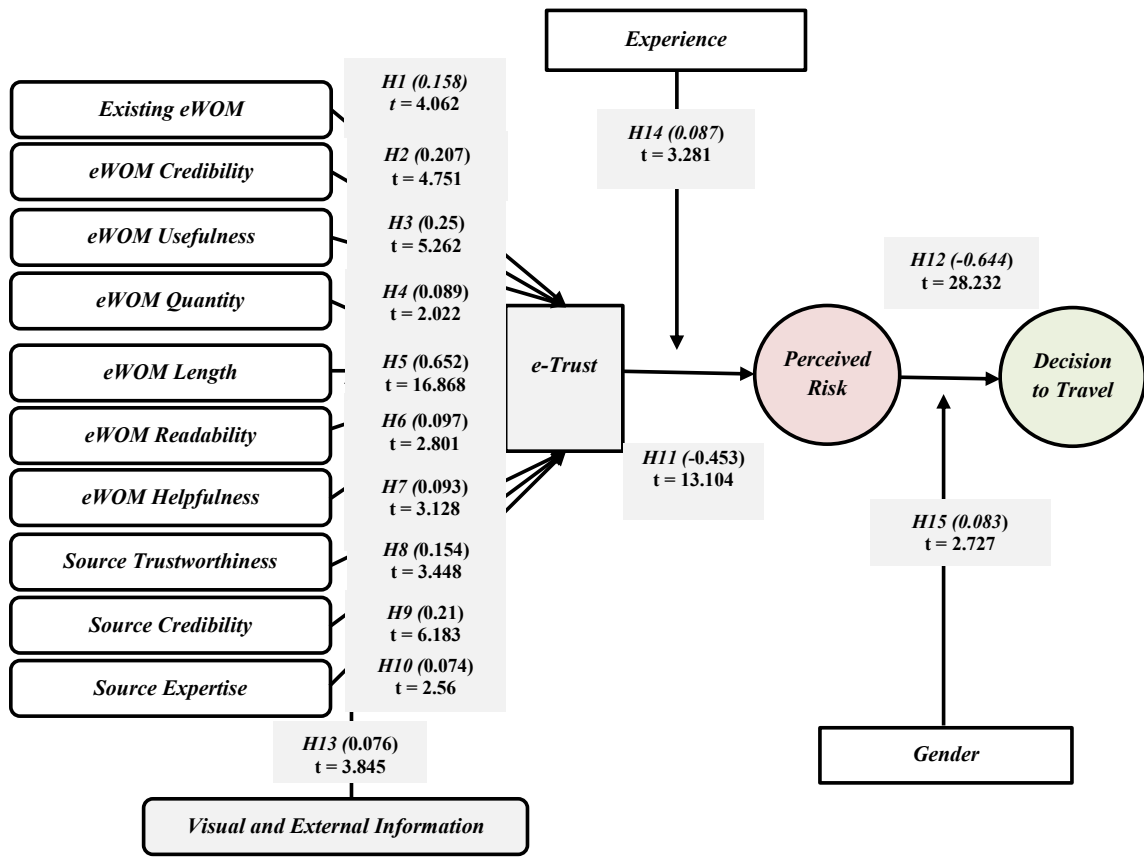 Experience
Existing eWOM
H1 (0.158)
t = 4.062
H14 (0.087)
t = 3.281
eWOM Credibility
H2 (0.207)
t = 4.751
eWOM Usefulness
H3 (0.25)
t = 5.262
H12 (-0.644)
t = 28.232
eWOM Quantity
H4 (0.089)
t = 2.022
eWOM Length
H5 (0.652)
t = 16.868
e-Trust
Perceived
Risk
Decision
to Travel
eWOM Readability
H6 (0.097)
t = 2.801
H11 (-0.453)
t = 13.104
eWOM Helpfulness
H7 (0.093)
t = 3.128
H15 (0.083)
t = 2.727
Source Trustworthiness
H8 (0.154)
t = 3.448
Source Credibility
H9 (0.21)
t = 6.183
Source Expertise
H10 (0.074)
t = 2.56
H13 (0.076)
t = 3.845
Gender
Visual and External Information